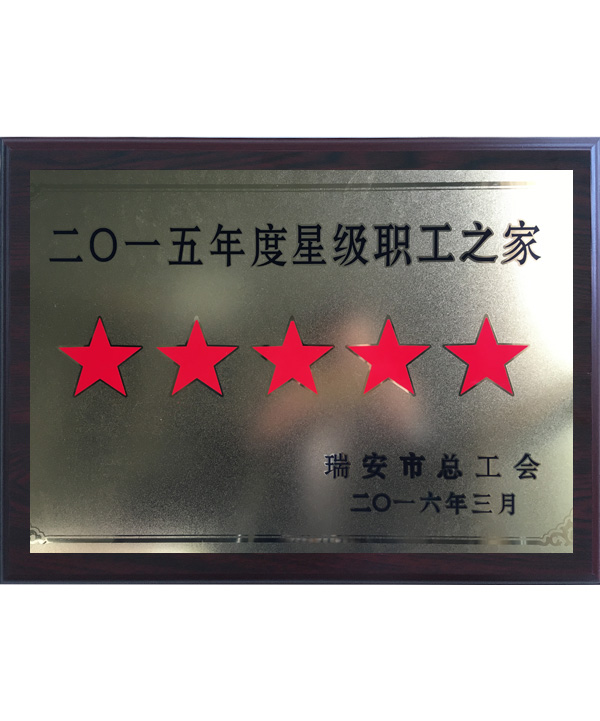 二〇一五年度星级职工之家
瑞安市总工会
二〇一六年三月